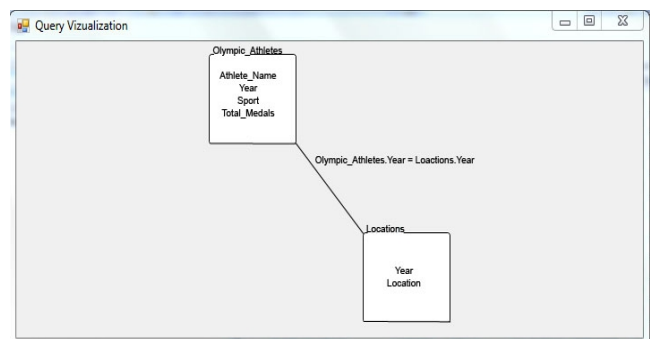 Query Vizualization
Olympic_Athletes
Athlete_Name
Year
Sport
Total_Medals
Olympic_Athletes.Year = Loactions.Year
Locations
Year
Location